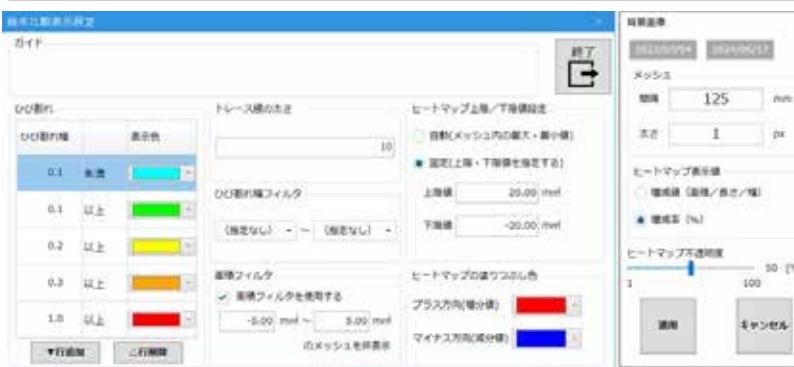 経年比較表示設定
ガイド
終了
ひび割れ
ひび割れ幅 表示色
0.1 未満
0.1 以上
0.2 以上
0.3 以上
1.0 以上
▼行追加 △行削除
トレース線の太さ
10
ひび割れ幅フィルタ
(指定なし) ~ (指定なし)
面積フィルタ
面積フィルタを使用する
-5.00 mm² ~ 5.00 mm²
のメッシュを非表示
ヒートマップ上限/下限値設定
自動(メッシュ内の最大・最小値)
固定(上限・下限値を指定する)
上限値 20.00 mm²
下限値 -20.00 mm²
ヒートマップの塗りつぶし色
プラス方向(増分値)
マイナス方向(減分値)
背景画像
メッシュ
間隔 125 mm
太さ 1 px
ヒートマップ表示値
増減値 (面積/長さ/幅)
増減率 (%)
ヒートマップ不透明度
50 [%
1 100
適用 キャンセル